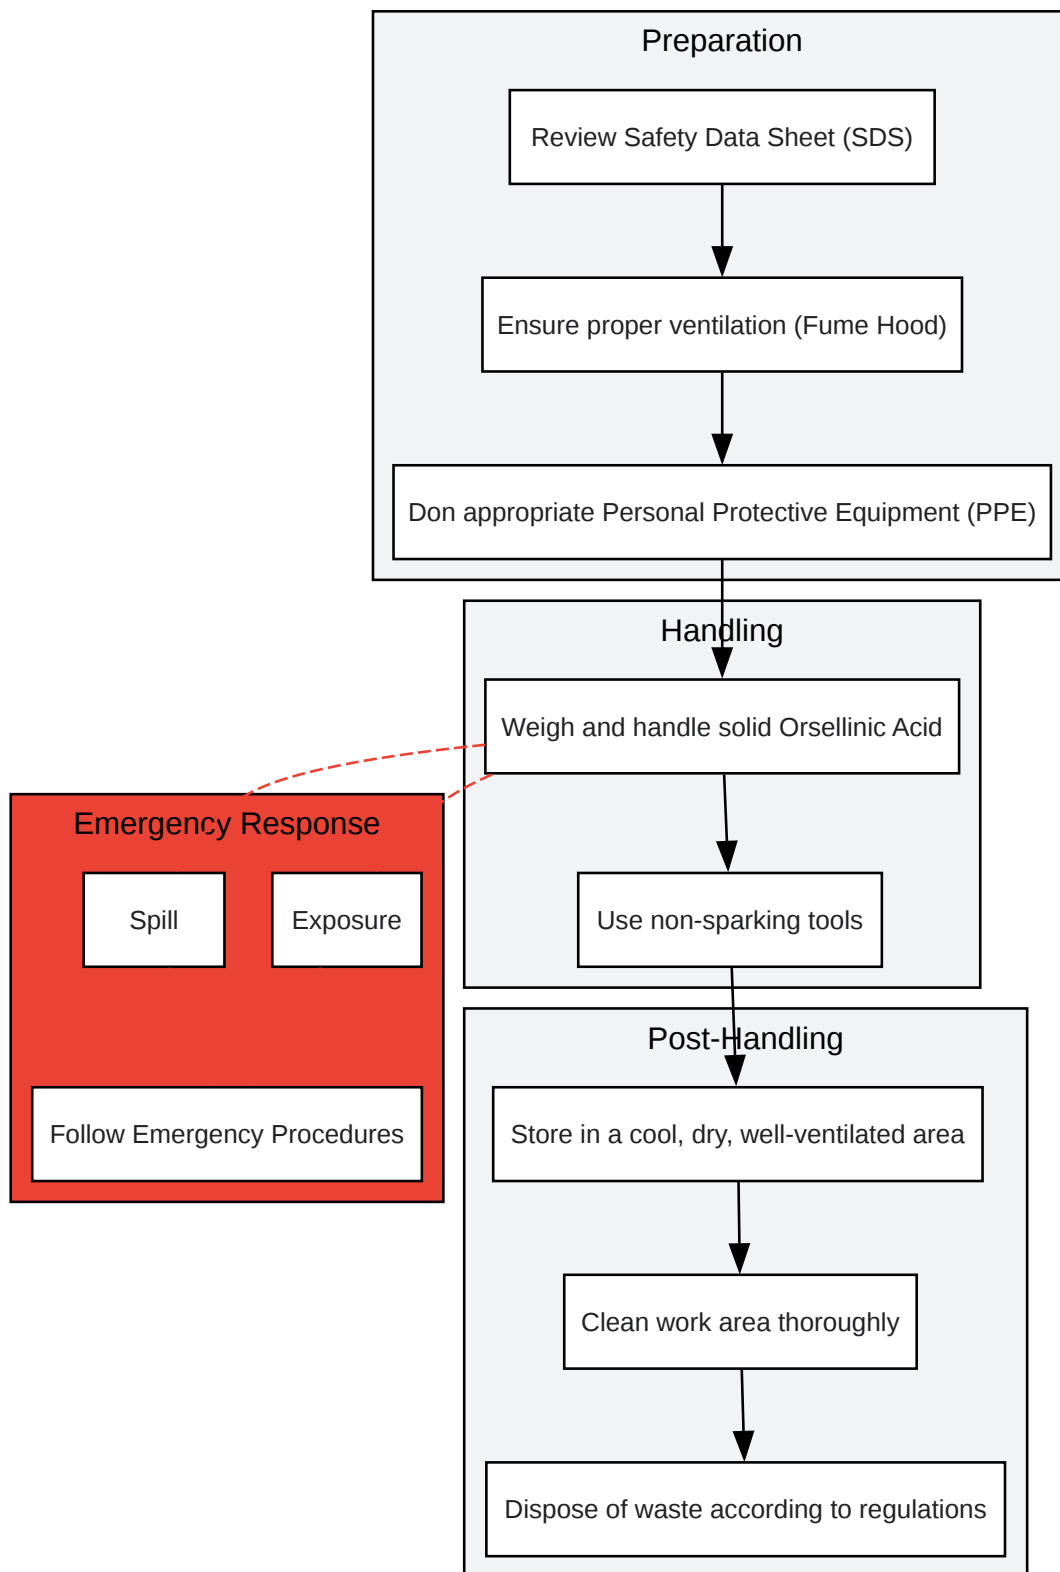 Preparation
Review Safety Data Sheet (SDS)
Ensure proper ventilation (Fume Hood)
Don appropriate Personal Protective Equipment (PPE)
Handling
Weigh and handle solid Orsellinic Acid
Use non-sparking tools
Emergency Response
Spill
Exposure
Follow Emergency Procedures
Post-Handling
Store in a cool, dry, well-ventilated area
Clean work area thoroughly
Dispose of waste according to regulations